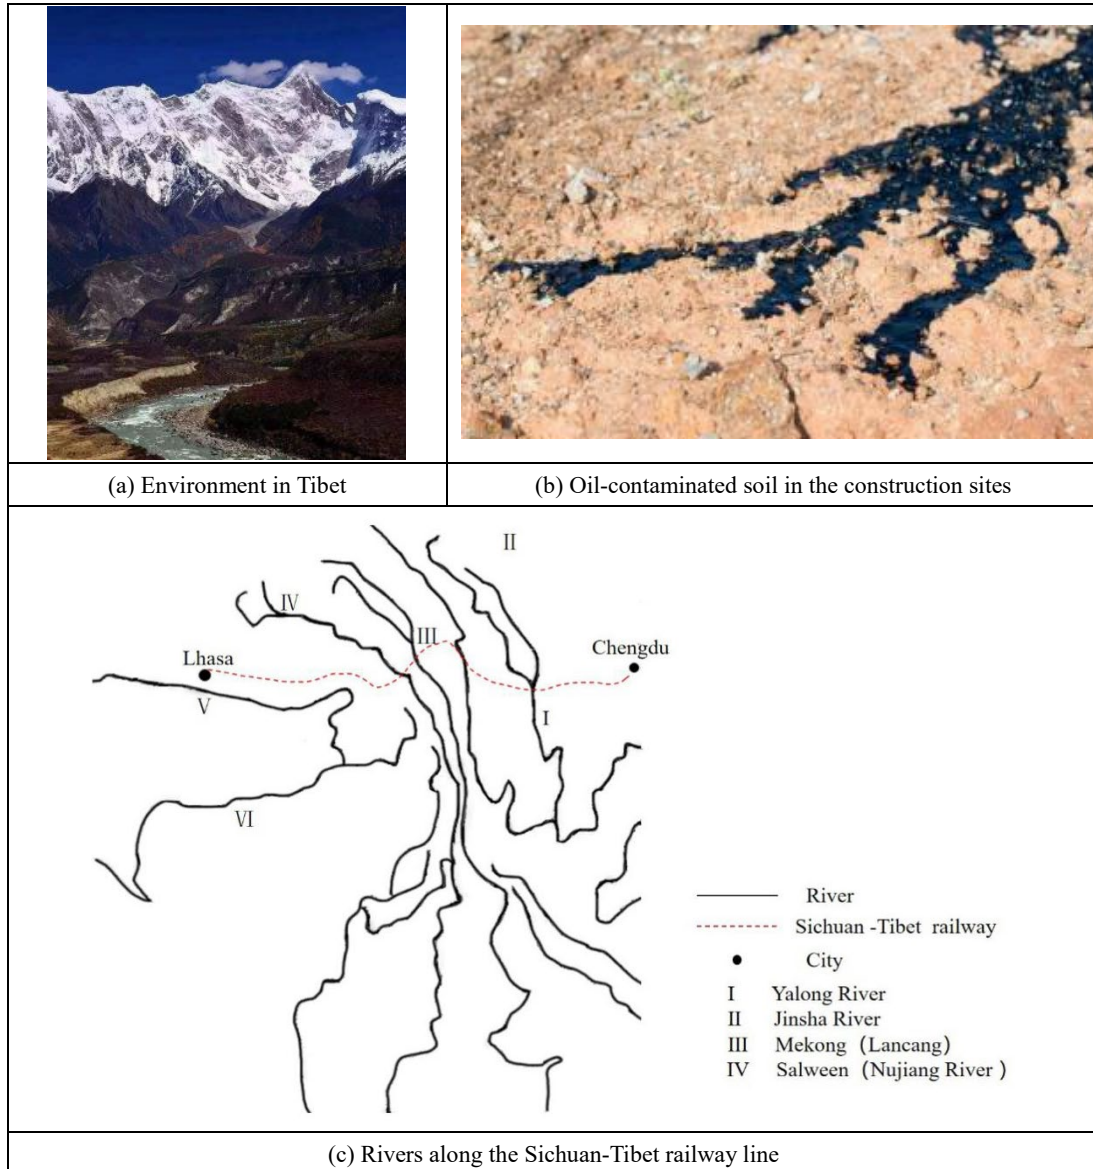 (a) Environment in Tibet
(b) Oil-contaminated soil in the construction sites
II
IV
III
Lhasa
Chengdu
V
I
VI
River
Sichuan -Tibet railway
City
I Yalong River
II Jinsha River
III Mekong (Lancang)
IV Salween (Nujiang River )
(c) Rivers along the Sichuan-Tibet railway line